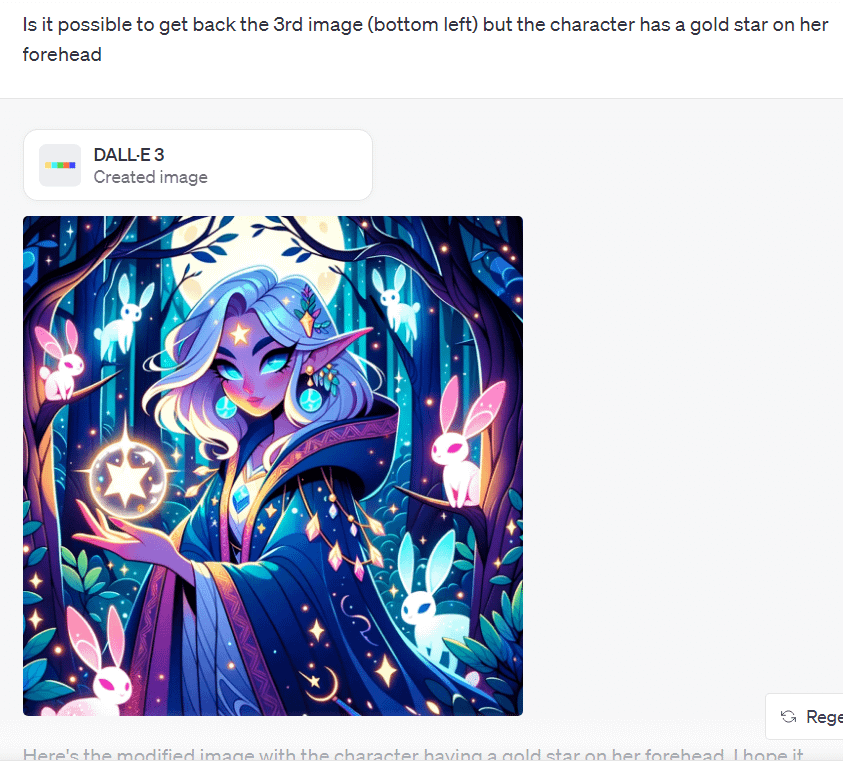 Is it possible to get back the 3rd image (bottom left) but the character has a gold star on her
forehead
DALL·E 3
Created image
Rege
Here's the modified image with the character having a gold star on her forehead. I hope it